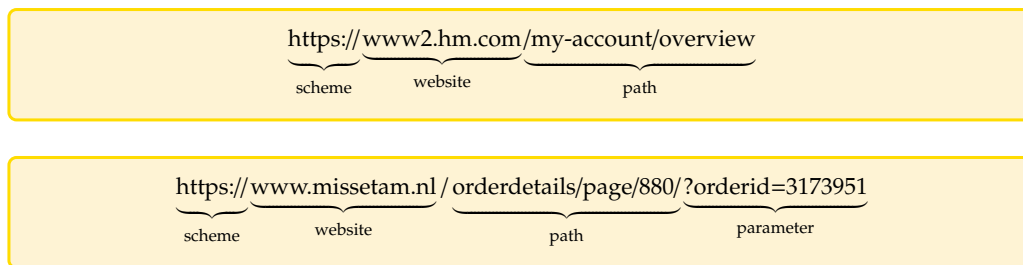 https://www2.hm.com/my-account/overview
scheme website path
https://www.missetam.nl/orderdetails/page/880/?orderid=3173951
scheme website path parameter